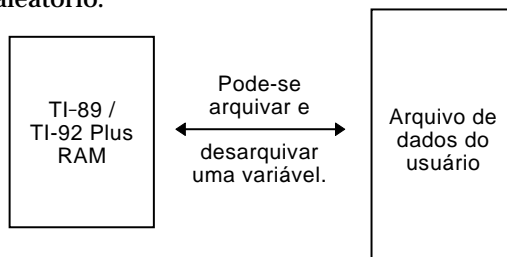 aleatório.
TI-89 /
TI-92 Plus
RAM
Pode-se
arquivar e
desarquivar
uma variável.
Arquivo de
dados do
usuário